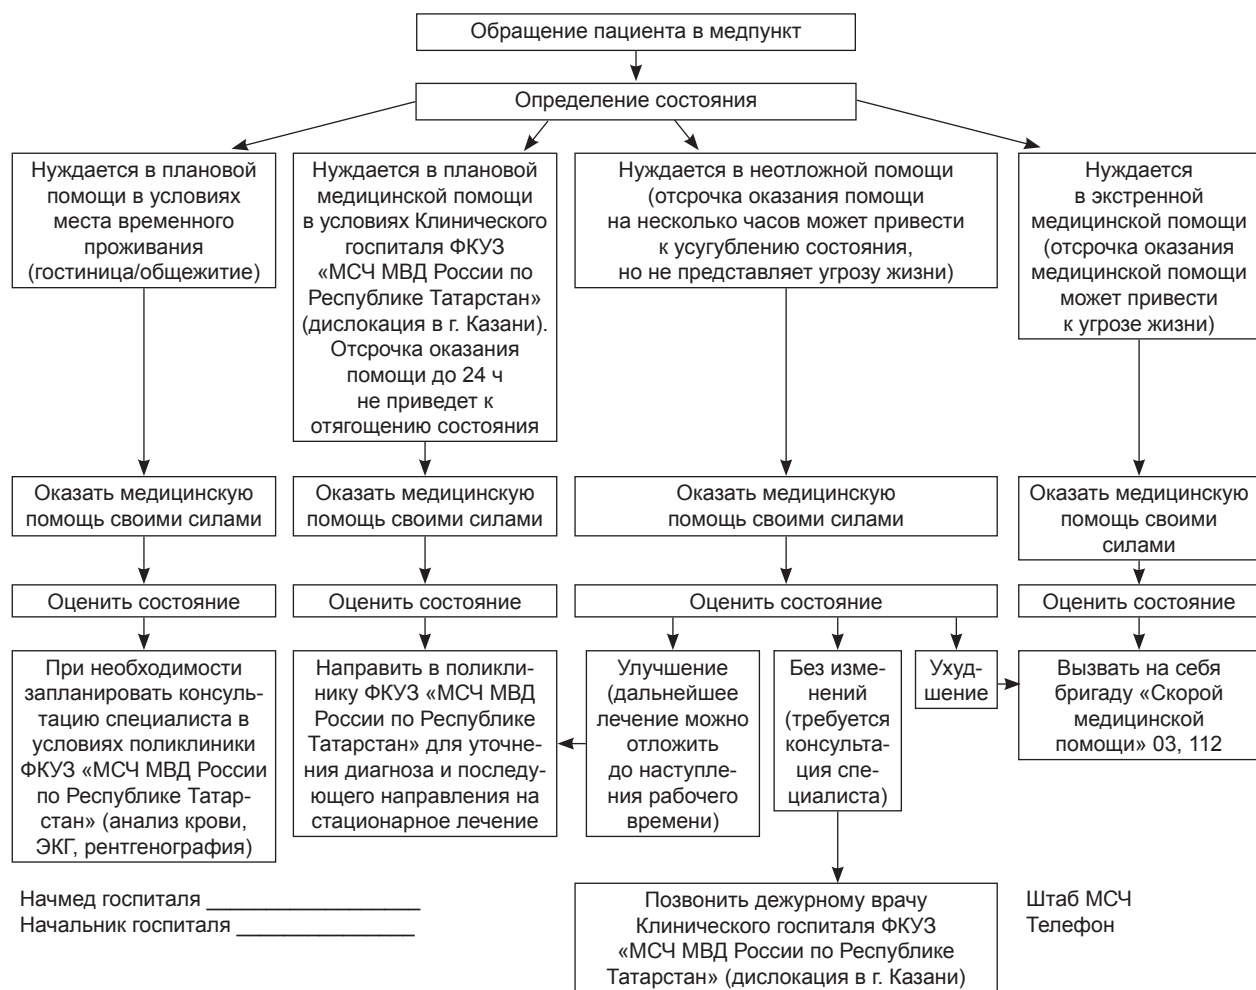 Обращение пациента в медпункт
Определение состояния
Нуждается в плановой
помощи в условиях
места временного
проживания
(гостиница/общежитие)
Нуждается в плановой
медицинской помощи
в условиях Клинического
госпиталя ФКУЗ
«МСЧ МВД России по
Республике Татарстан»
(дислокация в г. Казани).
Отсрочка оказания
помощи до 24 ч
не приведет к
отягощению состояния
Нуждается в неотложной помощи
(отсрочка оказания помощи
на несколько часов может привести
к усугублению состояния,
но не представляет угрозу жизни)
Нуждается
в экстренной
медицинской помощи
(отсрочка оказания
медицинской помощи
может привести
к угрозе жизни)
Оказать медицинскую
помощь своими силами
Оказать медицинскую
помощь своими силами
Оказать медицинскую
помощь своими силами
Оказать медицинскую
помощь своими
силами
Оценить состояние
Оценить состояние
Оценить состояние
Оценить состояние
При необходимости
запланировать консуль-
тацию специалиста в
условиях поликлиники
ФКУЗ «МСЧ МВД России
по Республике Татар-
стан» (анализ крови,
ЭКГ, рентгенография)
Направить в поликли-
нику ФКУЗ «МСЧ МВД
России по Республике
Татарстан» для уточне-
ния диагноза и последу-
ющего направления на
стационарное лечение
Улучшение
(дальнейшее
лечение можно
отложить
до наступле-
ния рабочего
времени)
Без изме-
нений
(требуется
консульта-
ция спе-
циалиста)
Ухуд-
шение
Вызвать на себя
бригаду «Скорой
медицинской
помощи» 03, 112
Позвонить дежурному врачу
Клинического госпиталя ФКУЗ
«МСЧ МВД России по Республике
Татарстан» (дислокация в г. Казани)
Начмед госпиталя ___________________
Начальник госпиталя ________________
Штаб МСЧ
Телефон